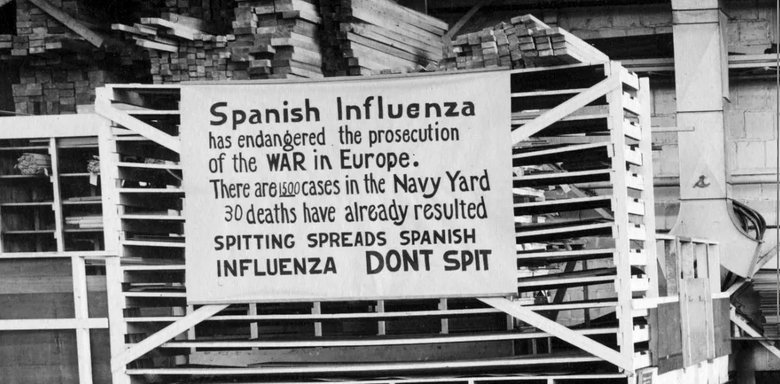 Spanish Influenza
has endangered the prosecution
of the WAR in Europe.
There are 1500 cases in the Navy Yard
30 deaths have already resulted
SPITTING SPREADS SPANISH
INFLUENZA DONT SPIT